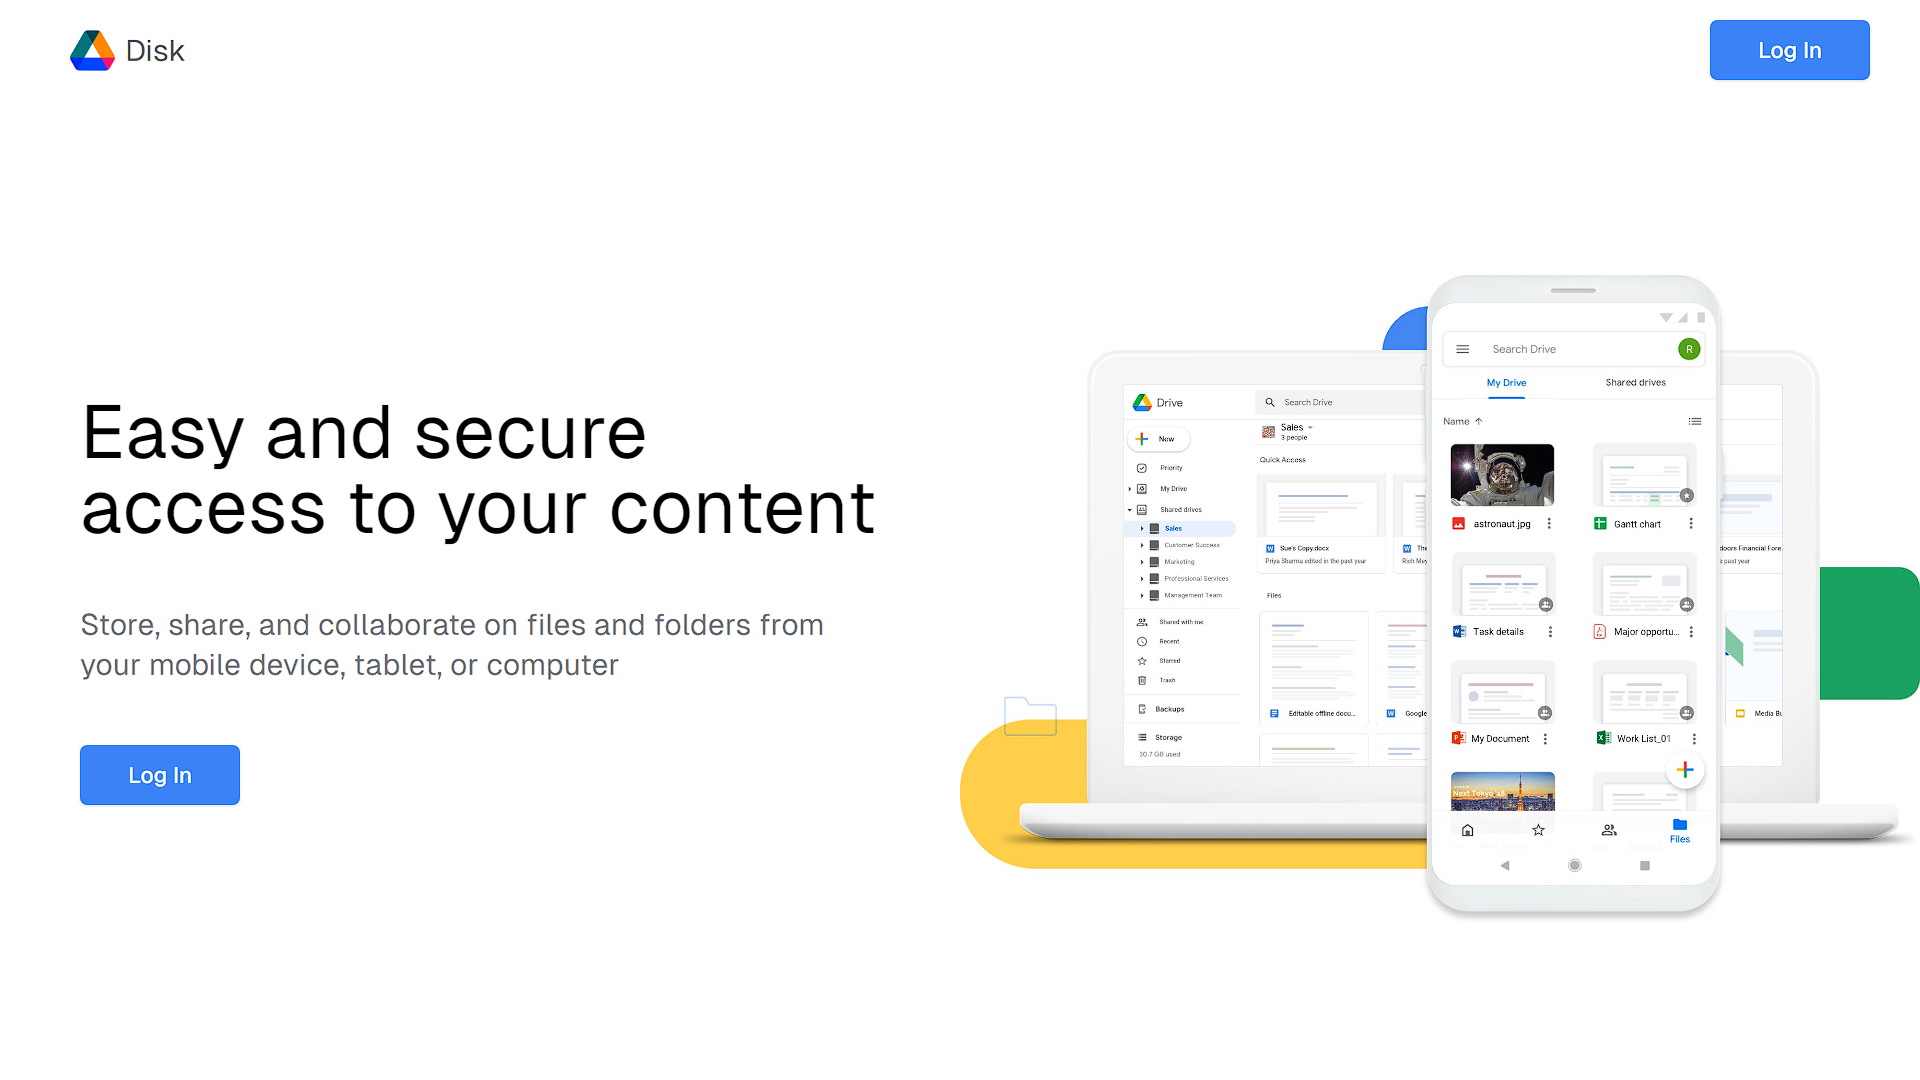 Disk
Log In
Easy and secure
access to your content
Store, share, and collaborate on files and folders from
your mobile device, tablet, or computer
Log In
Drive
Search Drive
New
Priority
My Drive
Shared drives
Sales
Customer Success
Marketing
Professional Services
Management Team
Shared with me
Recent
Starred
Trash
Backups
Storage
30.7 GB used
Sales
3 people
Quick Access
Sue's Copy.docx
Priya Sharma edited in the past year
The
Rich Mey
Files
Editable offline docu...
Google
doors Financial Fore.
past year
Media Bu
Search Drive
R
My Drive
Shared drives
Name
astronaut.jpg
Gantt chart
Task details
Major opportu...
My Document
Work List_01
Next Tokyo 18
Files